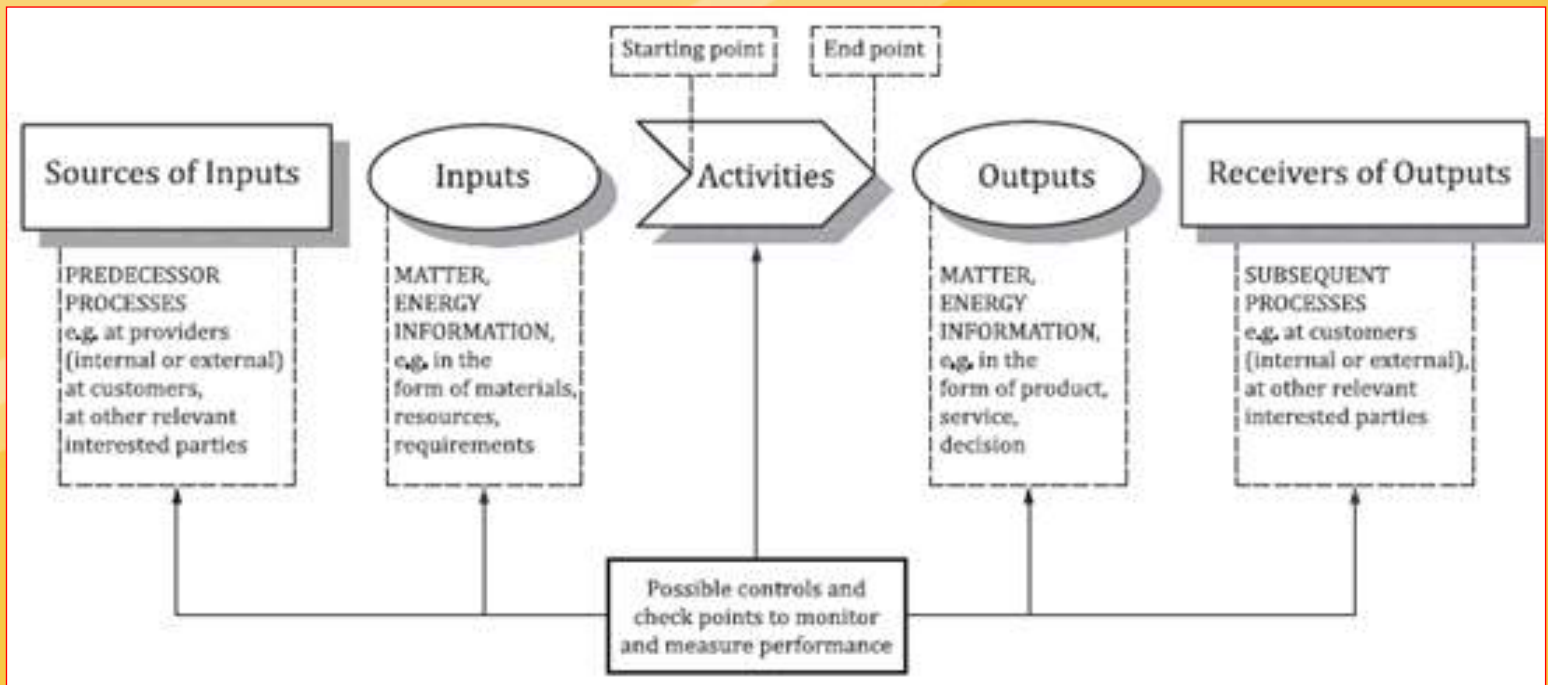 Starting point
End point
Sources of Inputs
Inputs
Activities
Outputs
Receivers of Outputs
PREDECESSOR
PROCESSES
e.g. at providers
(internal or external)
at customers,
at other relevant
interested parties
MATTER,
ENERGY
INFORMATION,
e.g. in the
form of materials,
resources,
requirements
MATTER,
ENERGY
INFORMATION,
e.g. in the
form of product,
service,
decision
SUBSEQUENT
PROCESSES
e.g. at customers
(internal or external),
at other relevant
interested parties
Possible controls and
check points to monitor
and measure performance